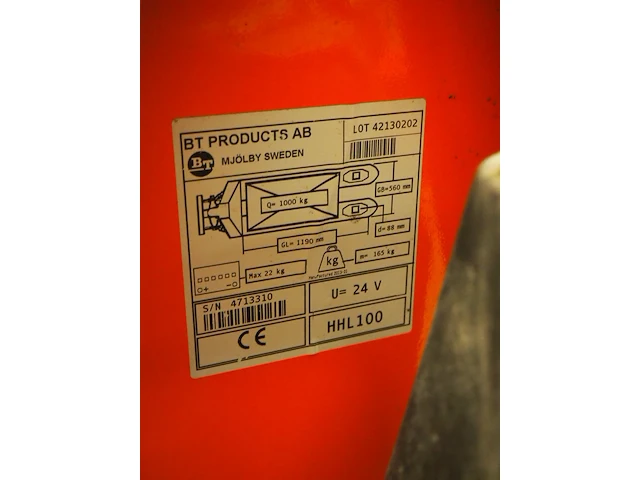 BT PRODUCTS AB
LOT 42130202
BT
MJÖLBY SWEDEN
GB=560 mm
Q= 1000 kg
d=88 mm
GL= 1190 mm
kg
m= 165 kg
Max 22 kg
+ -
S/N 4713310
U= 24 V
CE
HHL100